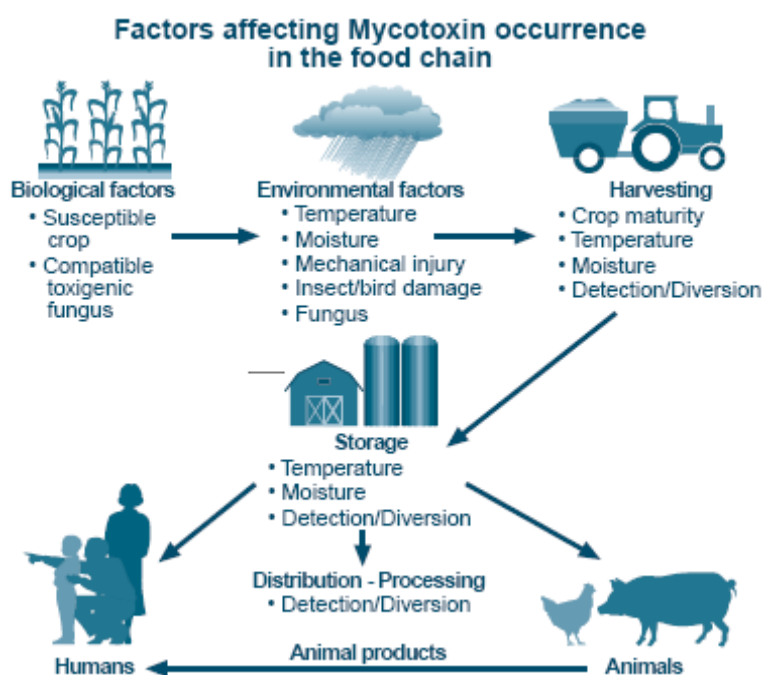 Factors affecting Mycotoxin occurrence
in the food chain
Biological factors
• Susceptible
crop
• Compatible
toxigenic
fungus
Environmental factors
• Temperature
• Moisture
• Mechanical injury
• Insect/bird damage
• Fungus
Harvesting
• Crop maturity
• Temperature
• Moisture
• Detection/Diversion
Storage
• Temperature
• Moisture
• Detection/Diversion
Distribution - Processing
• Detection/Diversion
Humans
Animal products
Animals